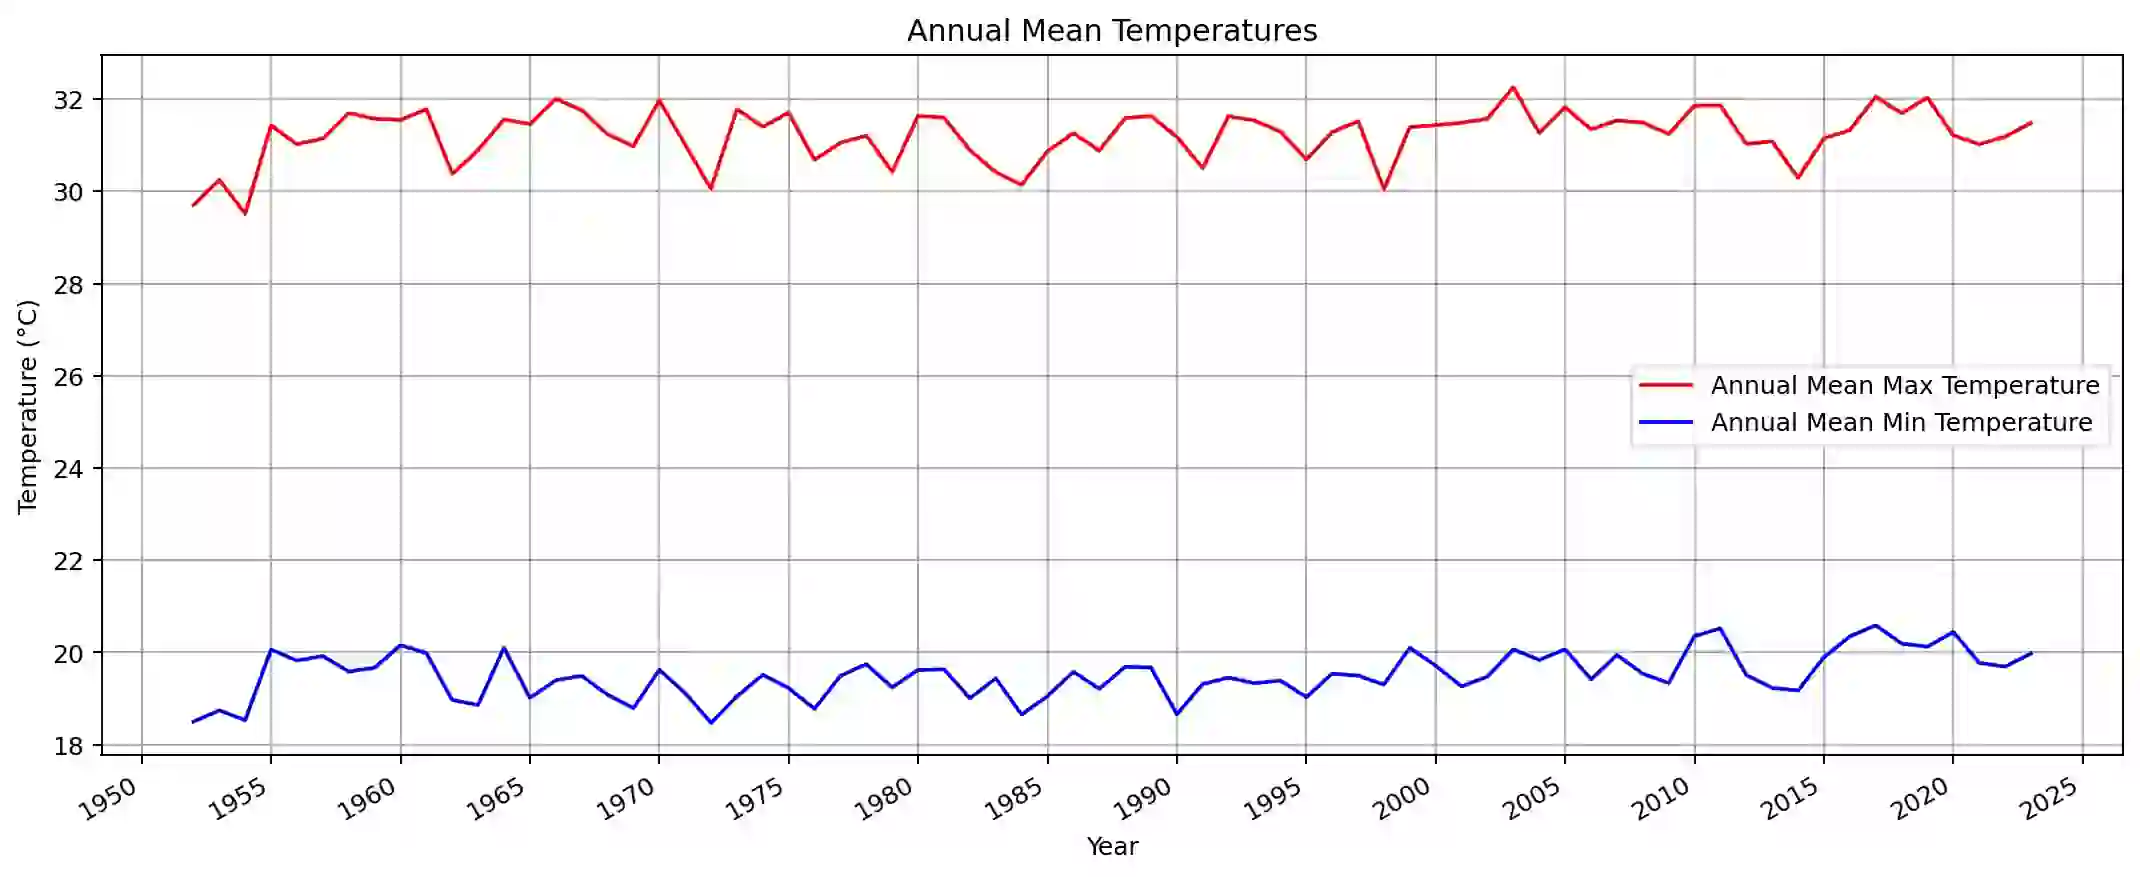 Annual Mean Temperatures
32
30
28
26
24
22
20
18
Temperature (°C)
Annual Mean Max Temperature
Annual Mean Min Temperature
1950 1955 1960 1965 1970 1975 1980 1985 1990 1995 2000 2005 2010 2015 2020 2025
Year